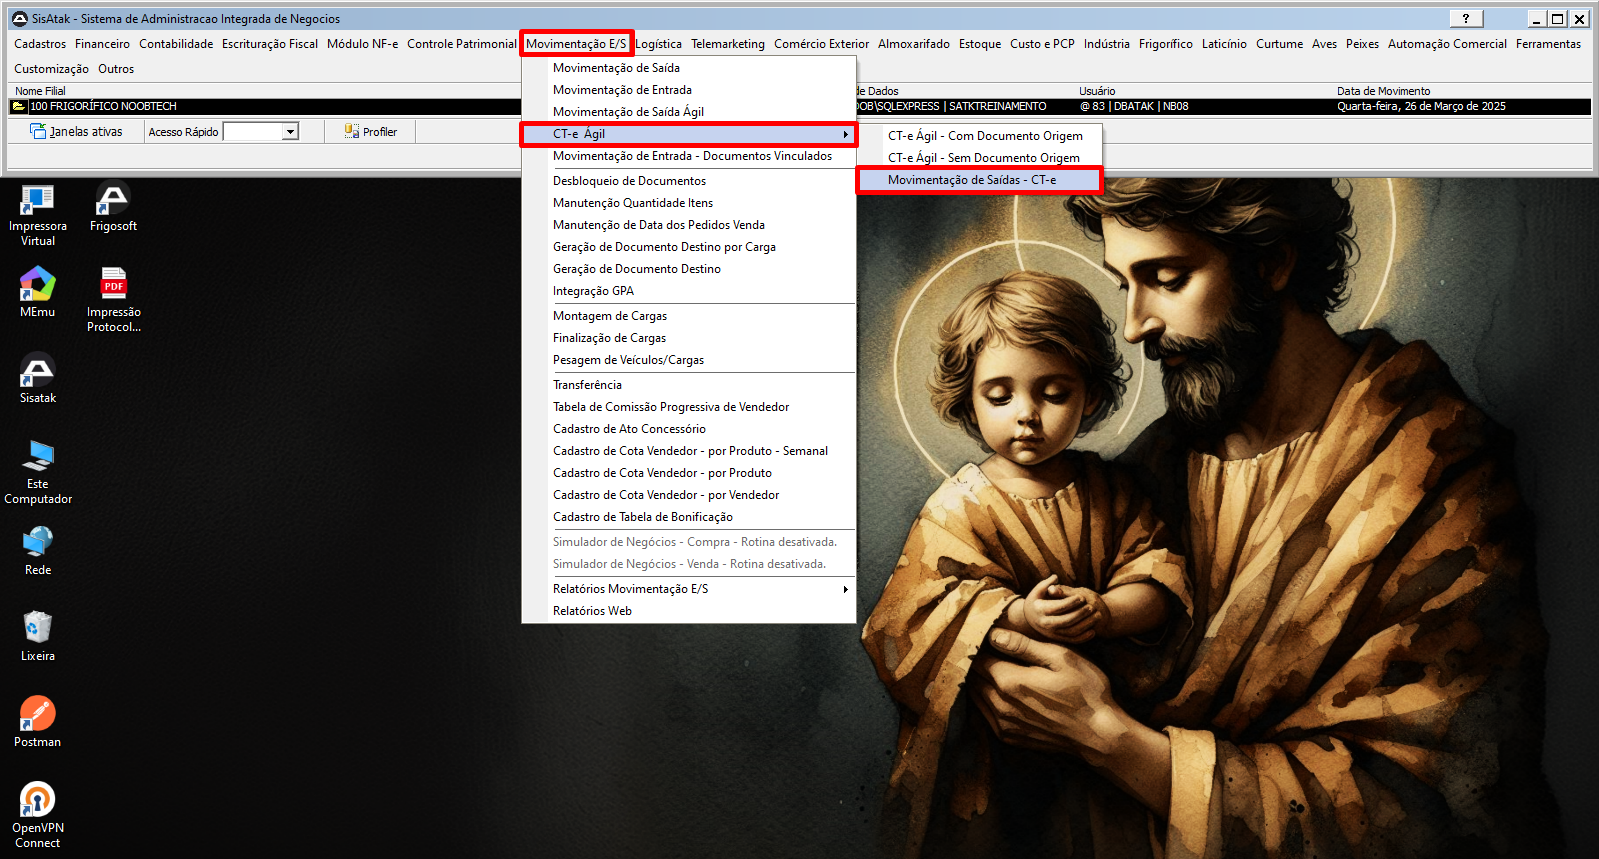 SisAtak - Sistema de Administracao Integrada de Negocios
?
Cadastros Financeiro Contabilidade Escrituração Fiscal Módulo NF-e Controle Patrimonial Movimentação E/S Logística Telemarketing Comércio Exterior Almoxarifado Estoque Custo e PCP Indústria Frigorífico Laticínio Curtume Aves Peixes Automação Comercial Ferramentas
Customização Outros
Nome Filial
de Dados
Usuário
Data de Movimento
100 FRIGORÍFICO NOOBTECH
OOB\SQLEXPRESS | SATKTREINAMENTO
@ 83 | DBATAK | NB08
Quarta-feira, 26 de Março de 2025
Janelas ativas
Acesso Rápido
Profiler
Movimentação de Saída
Movimentação de Entrada
Movimentação de Saída Ágil
CT-e Ágil
Movimentação de Entrada - Documentos Vinculados
Desbloqueio de Documentos
Manutenção Quantidade Itens
Manutenção de Data dos Pedidos Venda
Geração de Documento Destino por Carga
Geração de Documento Destino
Integração GPA
Montagem de Cargas
Finalização de Cargas
Pesagem de Veículos/Cargas
Transferência
Tabela de Comissão Progressiva de Vendedor
Cadastro de Ato Concessório
Cadastro de Cota Vendedor - por Produto - Semanal
Cadastro de Cota Vendedor - por Produto
Cadastro de Cota Vendedor - por Vendedor
Cadastro de Tabela de Bonificação
Simulador de Negócios - Compra - Rotina desativada.
Simulador de Negócios - Venda - Rotina desativada.
Relatórios Movimentação E/S
Relatórios Web
CT-e Ágil - Com Documento Origem
CT-e Ágil - Sem Documento Origem
Movimentação de Saídas - CT-e
Impressora
Virtual
Frigosoft
MEmu
PDF
Impressão
Protocol...
Sisatak
Este
Computador
Rede
Lixeira
Postman
OpenVPN
Connect